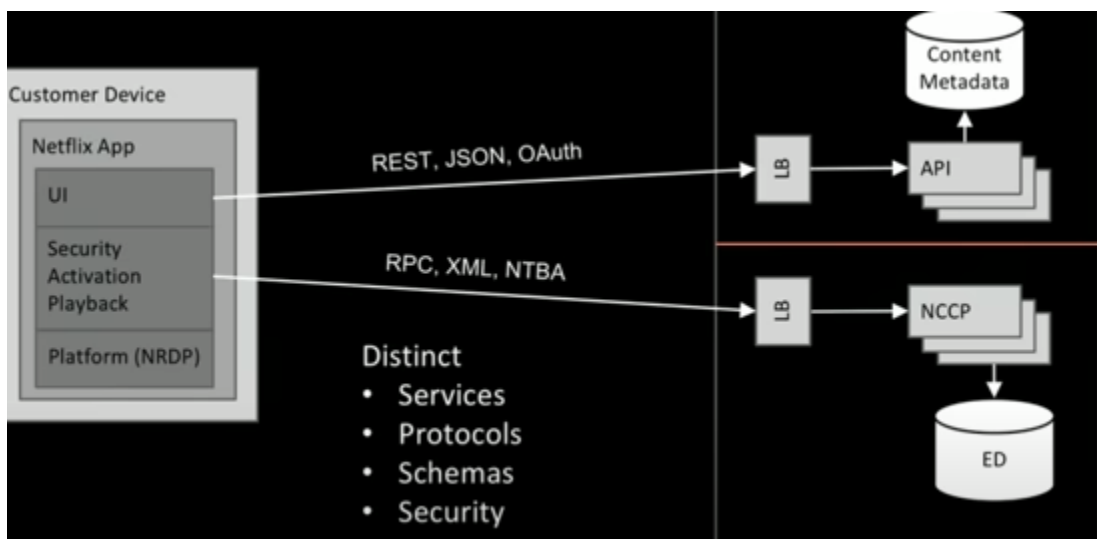 Customer Device
Netflix App
UI
Security
Activation
Playback
Platform (NRDP)
REST, JSON, OAuth
RPC, XML, NTBA
Distinct
• Services
• Protocols
• Schemas
• Security
Content
Metadata
LB
API
LB
NCCP
ED